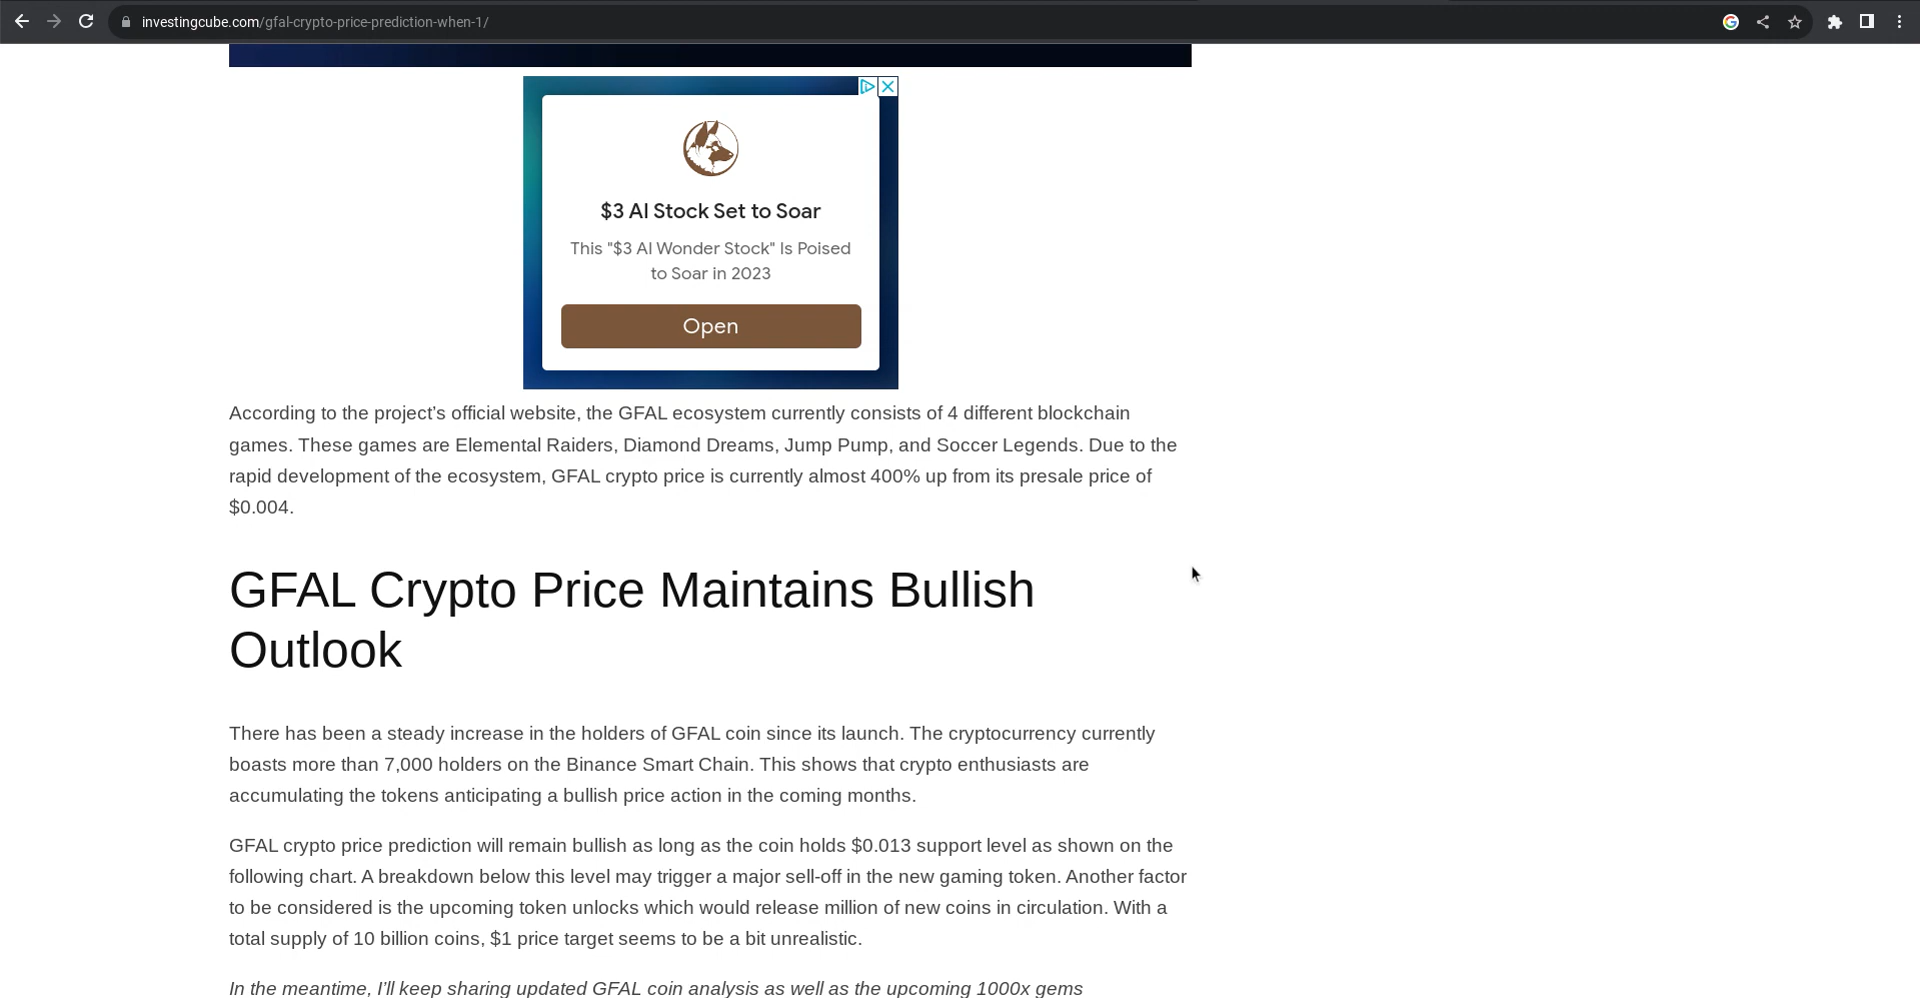 investingcube.com/gfal-crypto-price-prediction-when-1/
$3 AI Stock Set to Soar
This "$3 AI Wonder Stock" Is Poised
to Soar in 2023
Open
According to the project’s official website, the GFAL ecosystem currently consists of 4 different blockchain
games. These games are Elemental Raiders, Diamond Dreams, Jump Pump, and Soccer Legends. Due to the
rapid development of the ecosystem, GFAL crypto price is currently almost 400% up from its presale price of
$0.004.
GFAL Crypto Price Maintains Bullish
Outlook
There has been a steady increase in the holders of GFAL coin since its launch. The cryptocurrency currently
boasts more than 7,000 holders on the Binance Smart Chain. This shows that crypto enthusiasts are
accumulating the tokens anticipating a bullish price action in the coming months.
GFAL crypto price prediction will remain bullish as long as the coin holds $0.013 support level as shown on the
following chart. A breakdown below this level may trigger a major sell-off in the new gaming token. Another factor
to be considered is the upcoming token unlocks which would release million of new coins in circulation. With a
total supply of 10 billion coins, $1 price target seems to be a bit unrealistic.
In the meantime, I’ll keep sharing updated GFAL coin analysis as well as the upcoming 1000x gems